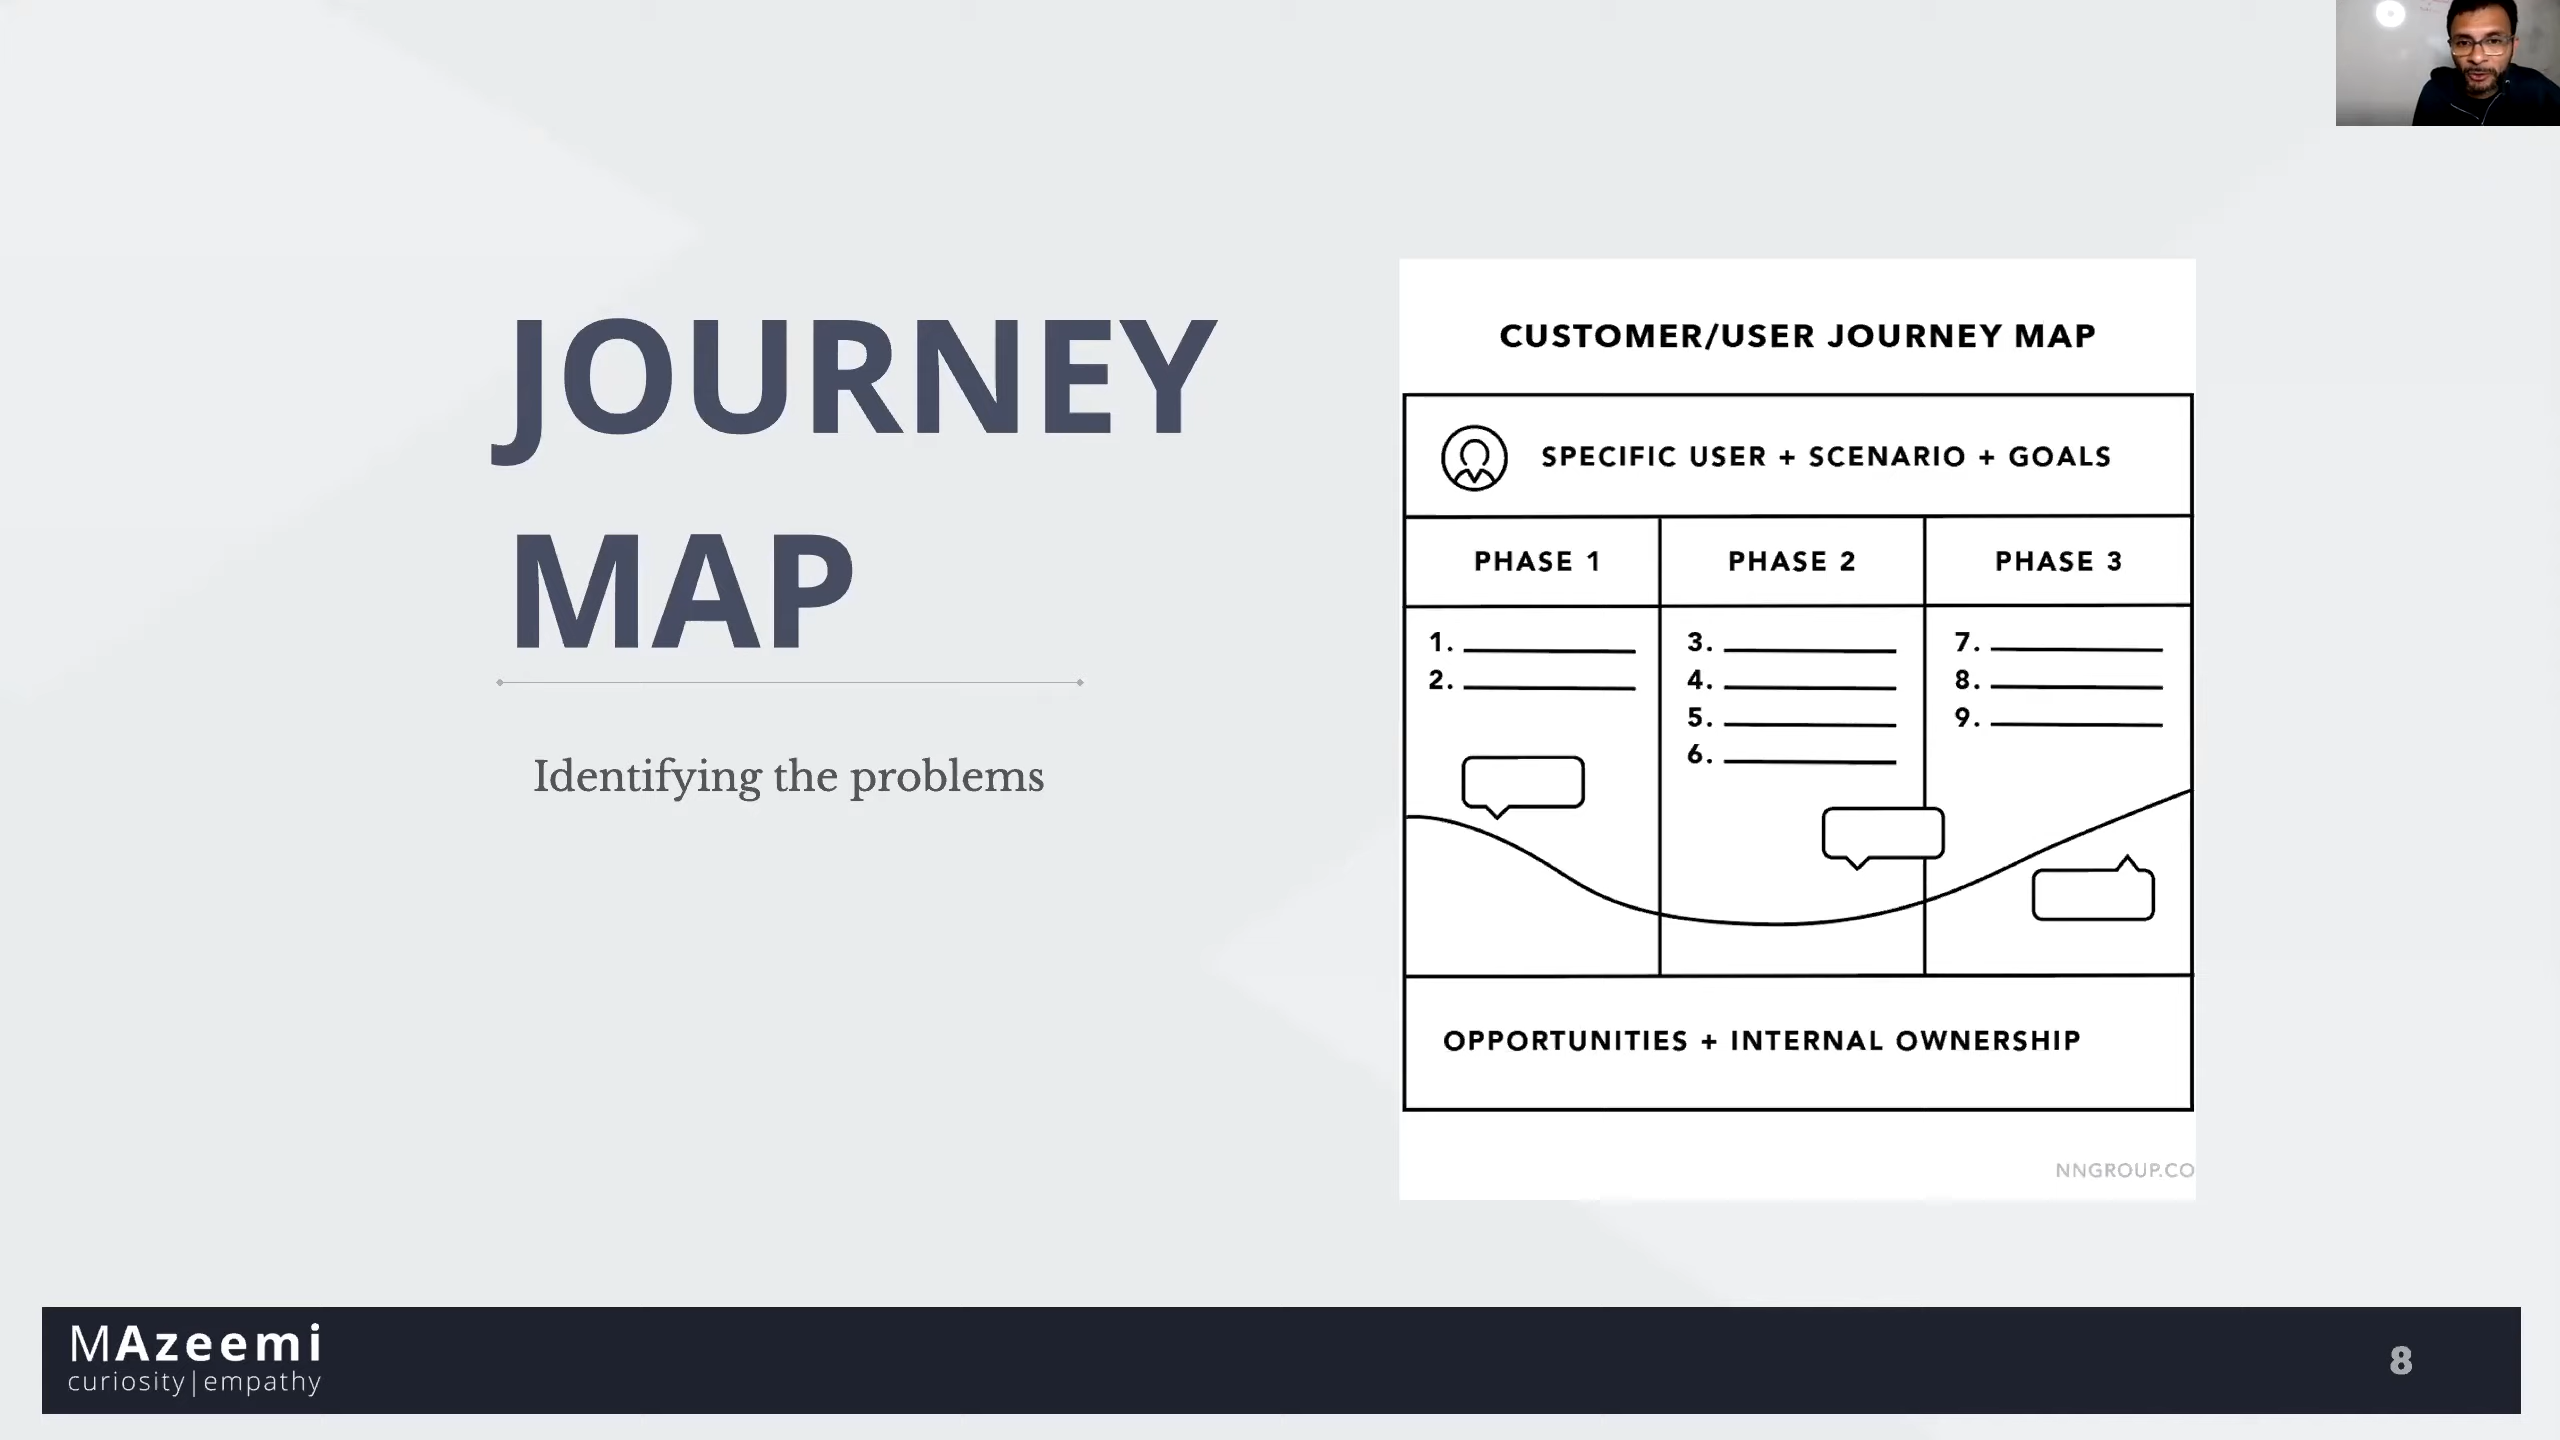 JOURNEY
MAP
Identifying the problems
CUSTOMER/USER JOURNEY MAP
SPECIFIC USER + SCENARIO + GOALS
PHASE 1
PHASE 2
PHASE 3
1.
2.
3.
4.
5.
6.
7.
8.
9.
OPPORTUNITIES + INTERNAL OWNERSHIP
NNGROUP.CO
MAzeemi
curiosity|empathy
8